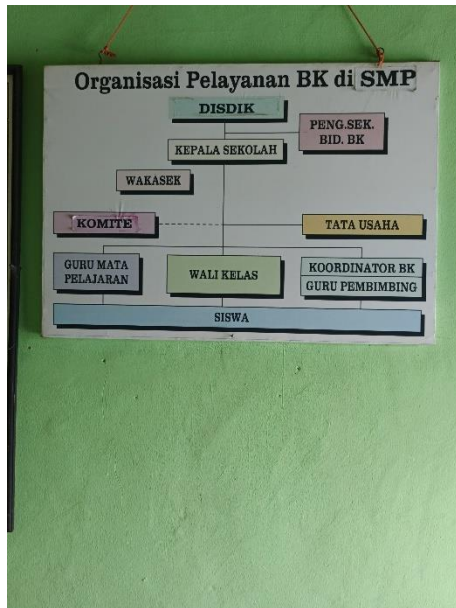 Organisasi Pelayanan BK di SMP
DISDIK
PENG.SEK.
BID. BK
KEPALA SEKOLAH
WAKASEK
KOMITE
TATA USAHA
GURU MATA
PELAJARAN
WALI KELAS
KOORDINATOR BK
GURU PEMBIMBING
SISWA